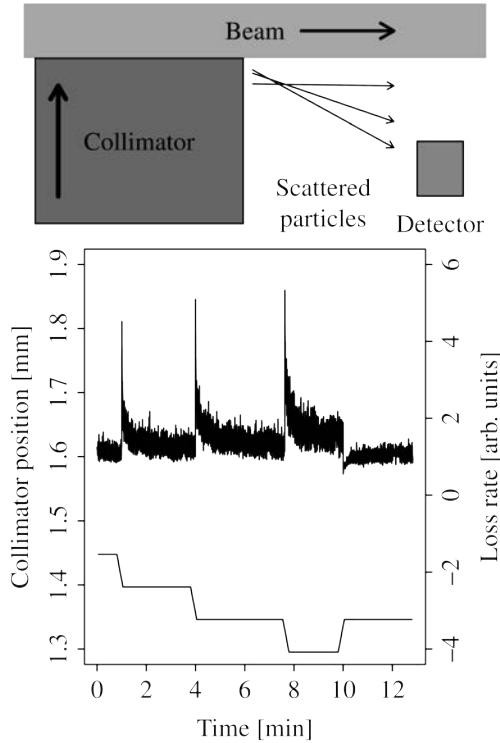 Beam
Collimator
Scattered
particles
Detector
Collimator position [mm]
1.9
1.8
1.7
1.6
1.5
1.4
1.3
6
4
2
0
−2
−4
Loss rate [arb. units]
0 2 4 6 8 10 12
Time [min]